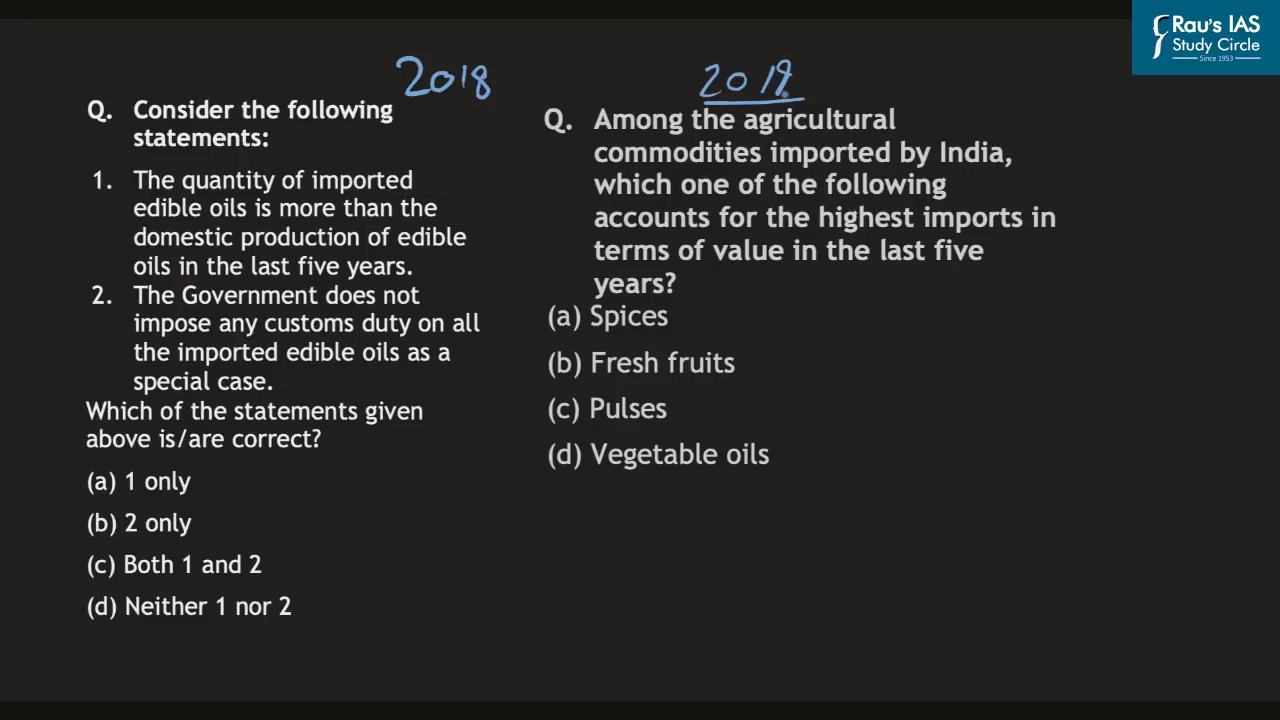 Rau's IAS
Study Circle
Since 1953
2018
Q. Consider the following
statements:
1. The quantity of imported
edible oils is more than the
domestic production of edible
oils in the last five years.
2. The Government does not
impose any customs duty on all
the imported edible oils as a
special case.
Which of the statements given
above is/are correct?
(a) 1 only
(b) 2 only
(c) Both 1 and 2
(d) Neither 1 nor 2
2019
Q. Among the agricultural
commodities imported by India,
which one of the following
accounts for the highest imports in
terms of value in the last five
years?
(a) Spices
(b) Fresh fruits
(c) Pulses
(d) Vegetable oils